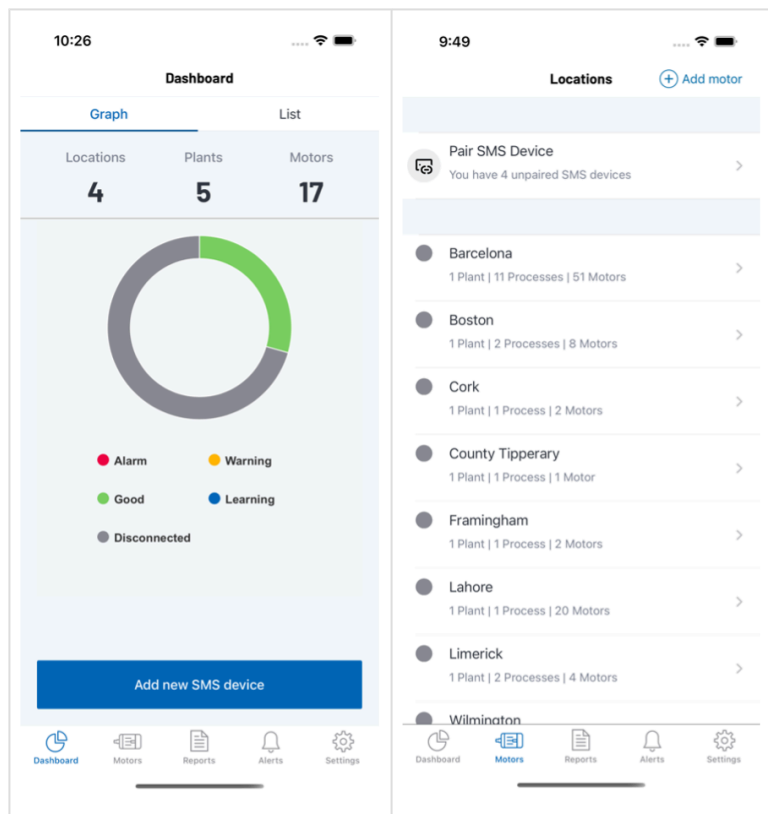 10:26
Dashboard
Graph
List
Locations
Plants
Motors
4
5
17
Alarm
Warning
Good
Learning
Disconnected
Add new SMS device
Dashboard
Motors
Reports
Alerts
Settings
9:49
Locations
Add motor
Pair SMS Device
You have 4 unpaired SMS devices
Barcelona
1 Plant | 11 Processes | 51 Motors
Boston
1 Plant | 2 Processes | 8 Motors
Cork
1 Plant | 1 Process | 2 Motors
County Tipperary
1 Plant | 1 Process | 1 Motor
Framingham
1 Plant | 1 Process | 2 Motors
Lahore
1 Plant | 1 Process | 20 Motors
Limerick
1 Plant | 2 Processes | 4 Motors
Wilmington
Dashboard
Motors
Reports
Alerts
Settings